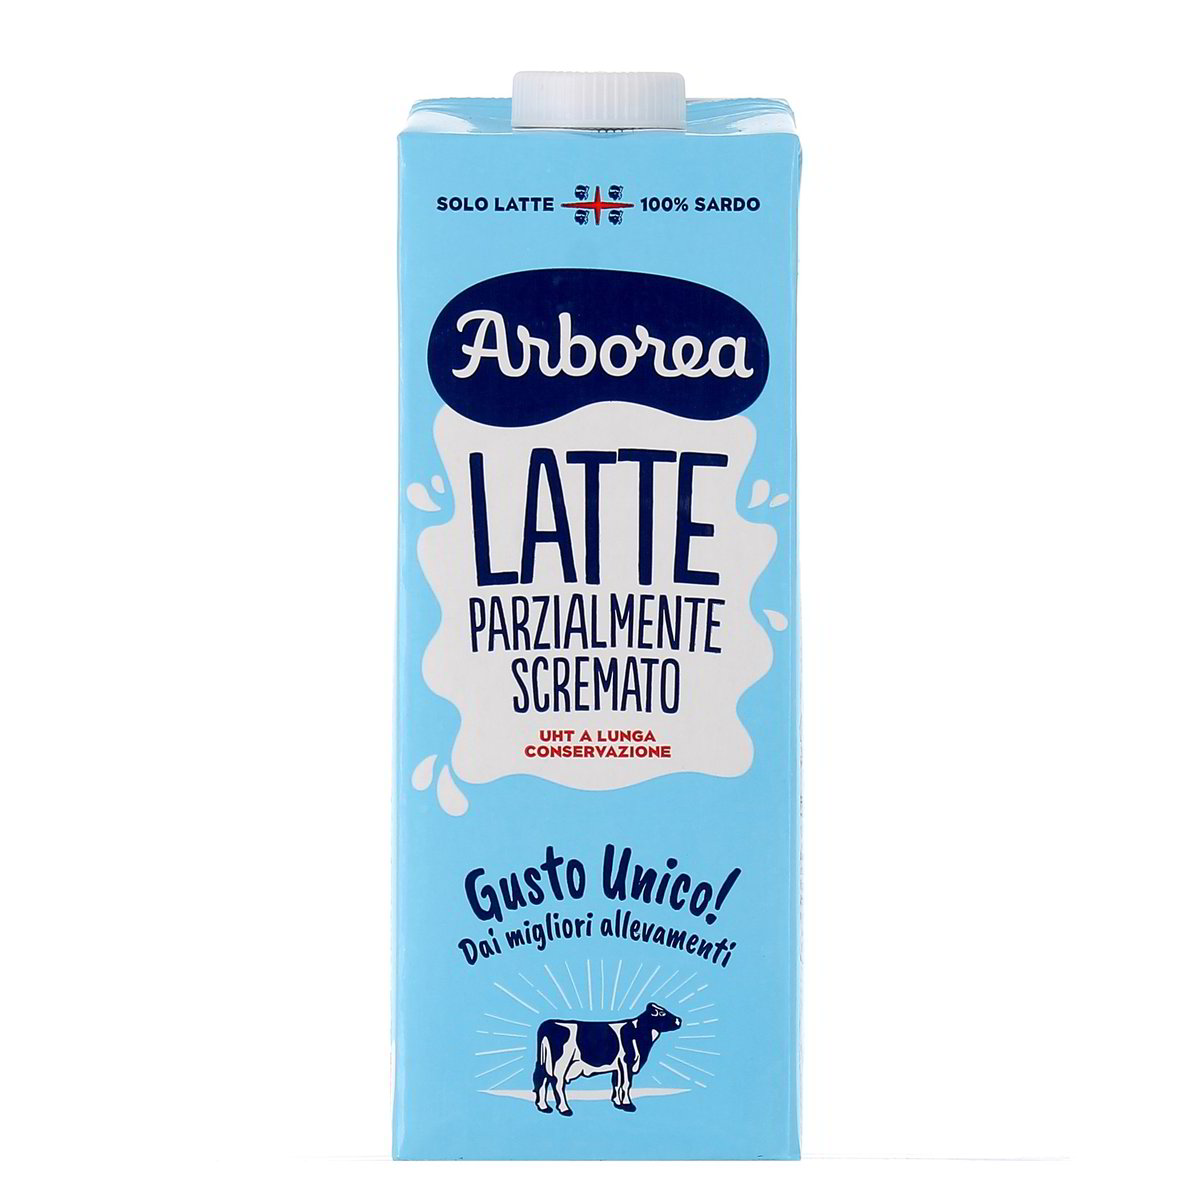 SOLO LATTE 100% SARDO
Arborea
LATTE
PARZIALMENTE
SCREMATO
UHT A LUNGA
CONSERVAZIONE
Gusto Unico!
Dai migliori allevamenti